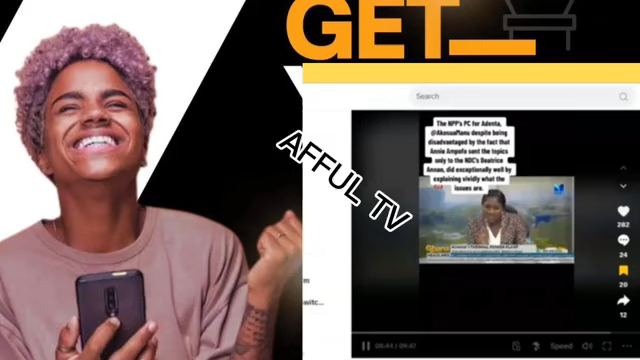 GET_
Search
The NPP's PC for Adenta,
@AkosuaManu despite being
disadvantaged by the fact that
Annie Ampofo sent the topics
only to the NDC's Beatrice
Annan, did exceptionally well by
explaining vividly what the
issues are.
AFFUL TV
282
24
20
12
Speed